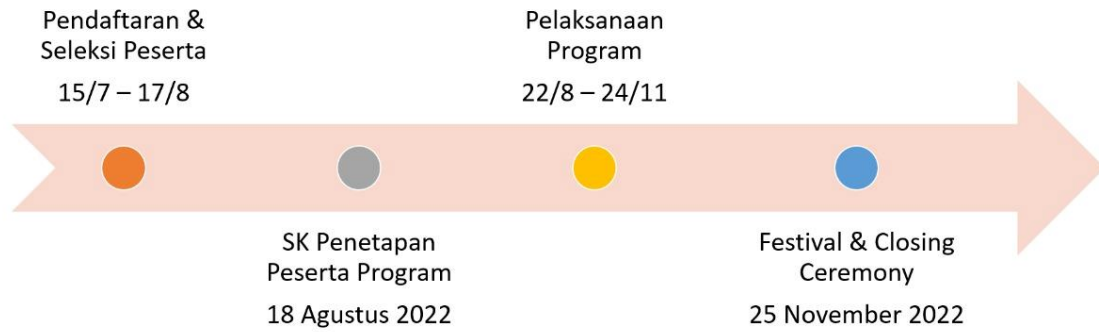 Pendaftaran &
Seleksi Peserta
15/7 – 17/8
SK Penetapan
Peserta Program
18 Agustus 2022
Pelaksanaan
Program
22/8 – 24/11
Festival & Closing
Ceremony
25 November 2022